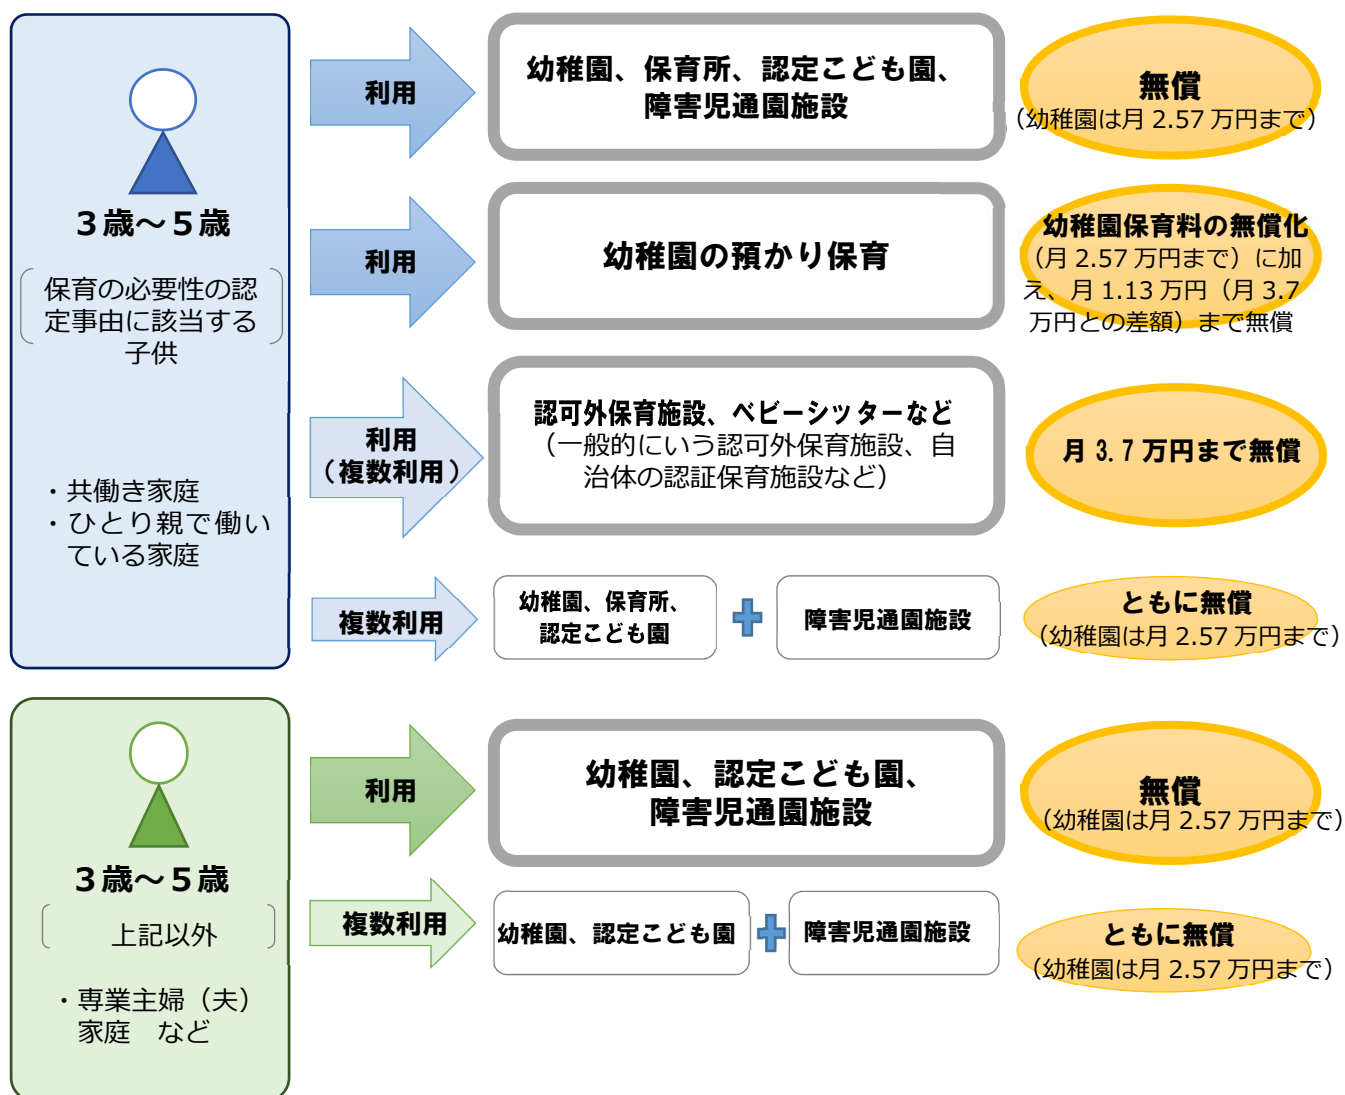 3歳～5歳
保育の必要性の認
定事由に該当する
子供
・共働き家庭
・ひとり親で働い
ている家庭
利用
幼稚園、保育所、認定こども園、
障害児通園施設
無償
（幼稚園は月 2.57 万円まで）
利用
幼稚園の預かり保育
幼稚園保育料の無償化
（月 2.57 万円まで）に加
え、月 1.13 万円（月 3.7
万円との差額）まで無償
利用
（複数利用）
認可外保育施設、ベビーシッターなど
（一般的にいう認可外保育施設、自
治体の認証保育施設など）
月 3.7 万円まで無償
複数利用
幼稚園、保育所、
認定こども園
障害児通園施設
ともに無償
（幼稚園は月 2.57 万円まで）
3歳～5歳
上記以外
・専業主婦（夫）
家庭　など
利用
幼稚園、認定こども園、
障害児通園施設
無償
（幼稚園は月 2.57 万円まで）
複数利用
幼稚園、認定こども園
障害児通園施設
ともに無償
（幼稚園は月 2.57 万円まで）